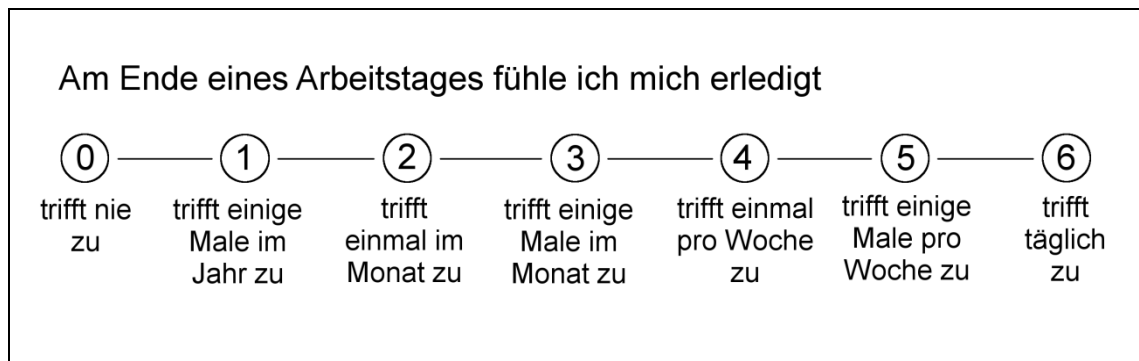 Am Ende eines Arbeitstages fühle ich mich erledigt
0 1 2 3 4 5 6
trifft nie
zu
trifft einige
Male im
Jahr zu
trifft
einmal im
Monat zu
trifft einige
Male im
Monat zu
trifft einmal
pro Woche
zu
trifft einige
Male pro
Woche zu
trifft
täglich
zu